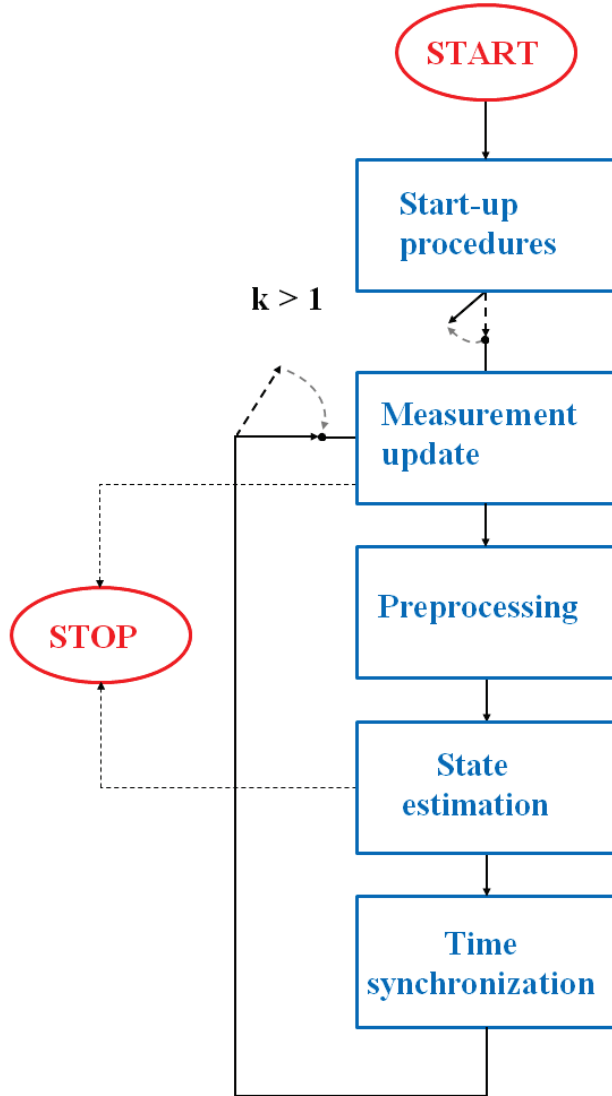 START
Start-up
procedures
k > 1
Measurement
update
Preprocessing
STOP
State
estimation
Time
synchronization